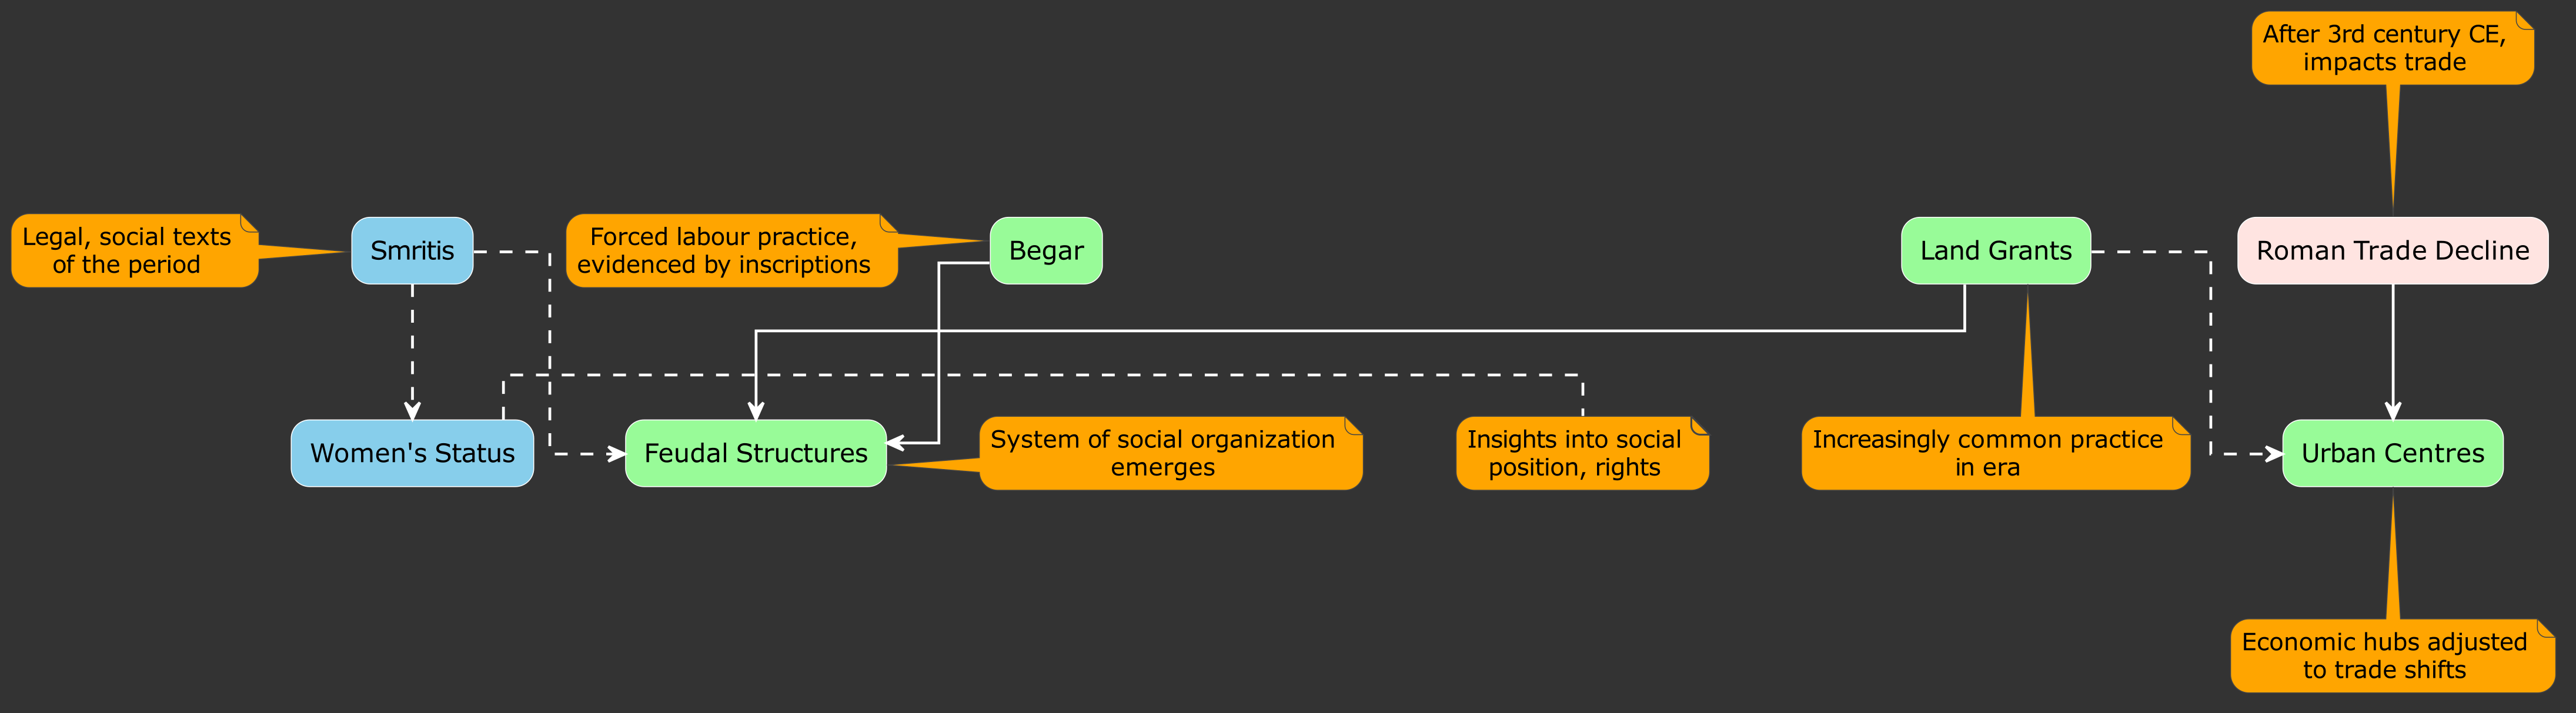 After 3rd century CE,
impacts trade
Legal, social texts
of the period
Smritis
Forced labour practice,
evidenced by inscriptions
Begar
Land Grants
Roman Trade Decline
Women's Status
Feudal Structures
System of social organization
emerges
Insights into social
position, rights
Increasingly common practice
in era
Urban Centres
Economic hubs adjusted
to trade shifts